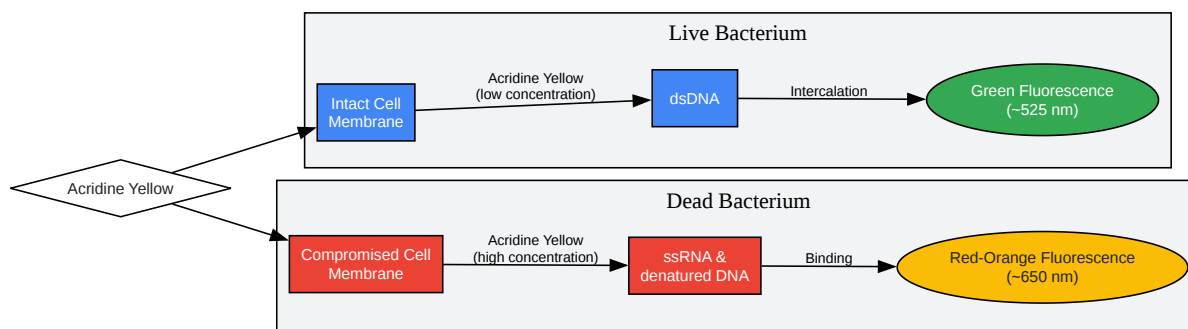 Live Bacterium
Intact Cell
Membrane
Acridine Yellow
(low concentration)
dsDNA
Intercalation
Green Fluorescence
(~525 nm)
Acridine Yellow
Dead Bacterium
Compromised Cell
Membrane
Acridine Yellow
(high concentration)
ssRNA &
denatured DNA
Binding
Red-Orange Fluorescence
(~650 nm)